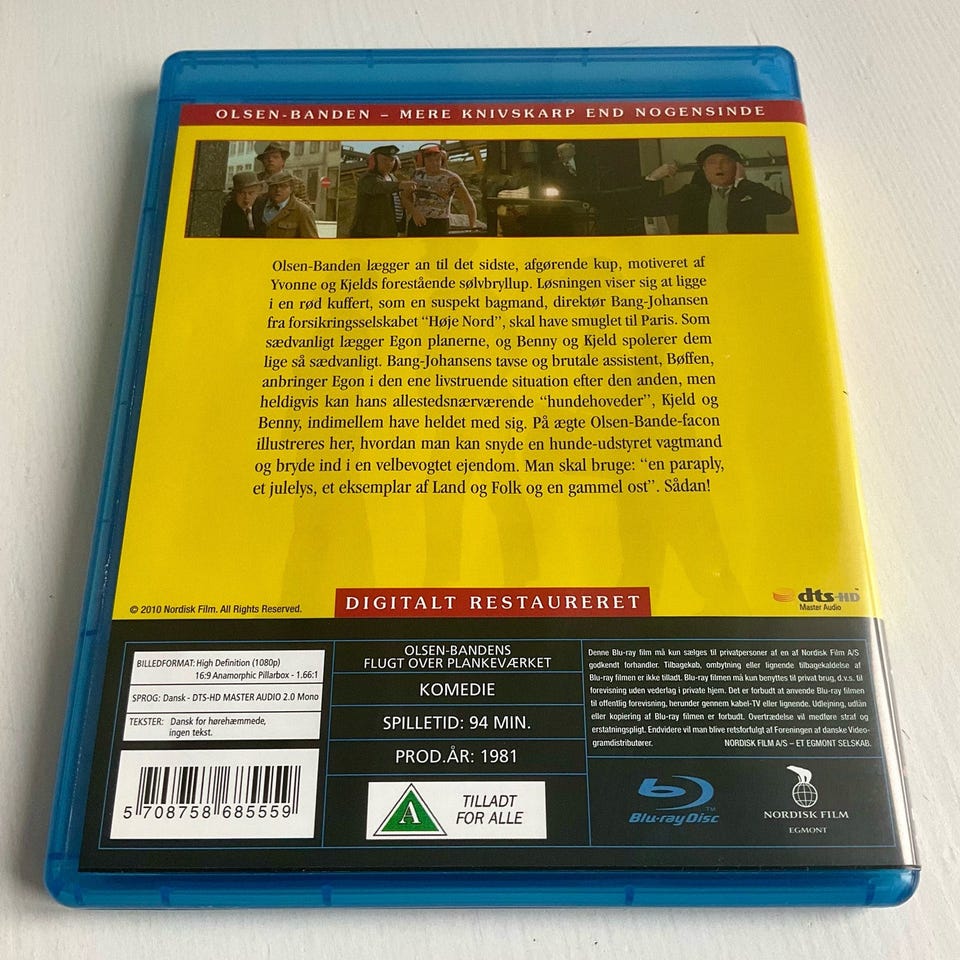 OLSEN-BANDEN – MERE KNIVSKARP END NOGENSINDE
Olsen-Banden lægger an til det sidste, afgørende kup, motiveret af
Yvonne og Kjelds forestående sølvbryllup. Løsningen viser sig at ligge
i en rød kuffert, som en suspekt bagmand, direktør Bang-Johansen
fra forsikringsselskabet “Høje Nord”, skal have smuglet til Paris. Som
sædvanligt lægger Egon planerne, og Benny og Kjeld spolerer dem
lige så sædvanligt. Bang-Johansens tavse og brutale assistent, Bøffen,
anbringer Egon i den ene livstruende situation efter den anden, men
heldigvis kan hans allestedsnærværende “hundehoveder”, Kjeld og
Benny, indimellem have heldet med sig. På ægte Olsen-Bande-facon
illustreres her, hvordan man kan snyde en hunde-udstyret vagtmand
og bryde ind i en velbevogtet ejendom. Man skal bruge: “en paraply,
et julelys, et eksemplar af Land og Folk og en gammel ost”. Sådan!
© 2010 Nordisk Film. All Rights Reserved.
DIGITALT RESTAURERET
dts-HD
Master Audio
BILLEDFORMAT: High Definition (1080p)
16:9 Anamorphic Pillarbox - 1.66:1
SPROG: Dansk - DTS-HD MASTER AUDIO 2.0 Mono
TEKSTER: Dansk for hørehæmmede,
ingen tekst.
5 708758 685559
OLSEN-BANDENS
FLUGT OVER PLANKEVÆRKET
KOMEDIE
SPILLETID: 94 MIN.
PROD.ÅR: 1981
A
TILLADT
FOR ALLE
Denne Blu-ray film må kun sælges til privatpersoner af en af Nordisk Film A/S
godkendt forhandler. Tilbagekøb, ombytning eller lignende tilbagekaldelse af
Blu-ray filmen er ikke tilladt. Blu-ray filmen må kun benyttes til privat brug, d.v.s. til
forevisning uden vederlag i private hjem. Det er forbudt at anvende Blu-ray filmen
til offentlig forevisning, herunder gennem kabel-TV eller lignende. Udlejning, udlån
eller kopiering af Blu-ray filmen er forbudt. Overtrædelse vil medføre straf og
erstatningspligt. Endvidere vil man blive retsforfulgt af Foreningen af danske Video-
gramdistributører. NORDISK FILM A/S – ET EGMONT SELSKAB.
Blu-ray Disc
TM
NORDISK FILM
EGMONT